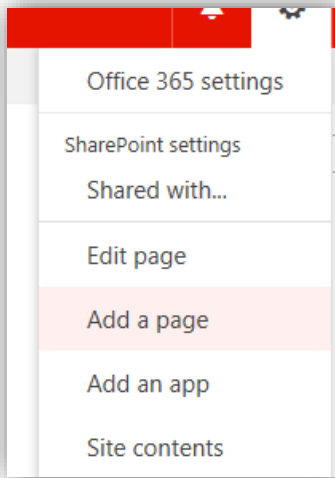 Office 365 settings
SharePoint settings
Shared with...
Edit page
Add a page
Add an app
Site contents